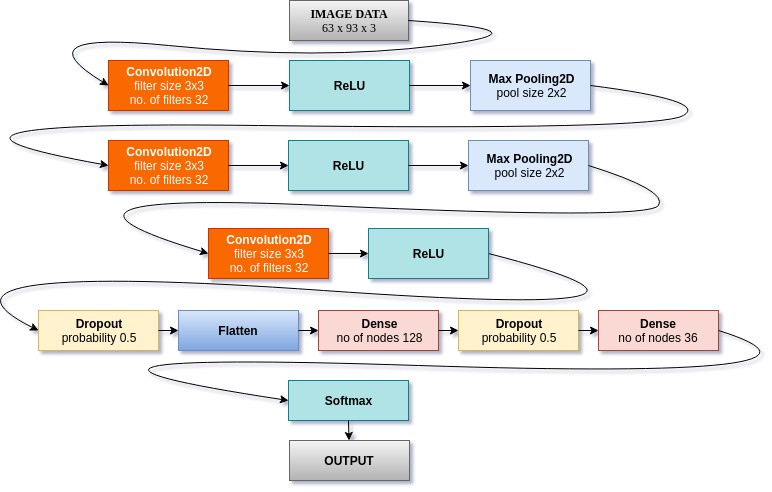 IMAGE DATA
63 x 93 x 3
Convolution2D
filter size 3x3
no. of filters 32
ReLU
Max Pooling2D
pool size 2x2
Convolution2D
filter size 3x3
no. of filters 32
ReLU
Max Pooling2D
pool size 2x2
Convolution2D
filter size 3x3
no. of filters 32
ReLU
Dropout
probability 0.5
Flatten
Dense
no of nodes 128
Dropout
probability 0.5
Dense
no of nodes 36
Softmax
OUTPUT